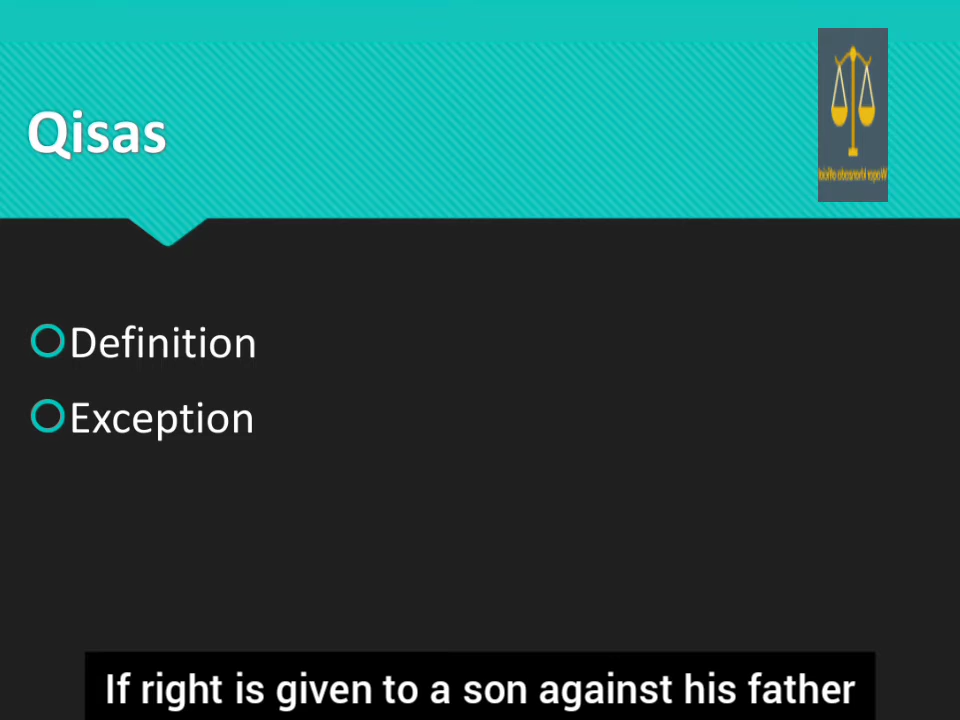 Qisas
Definition
Exception
If right is given to a son against his father